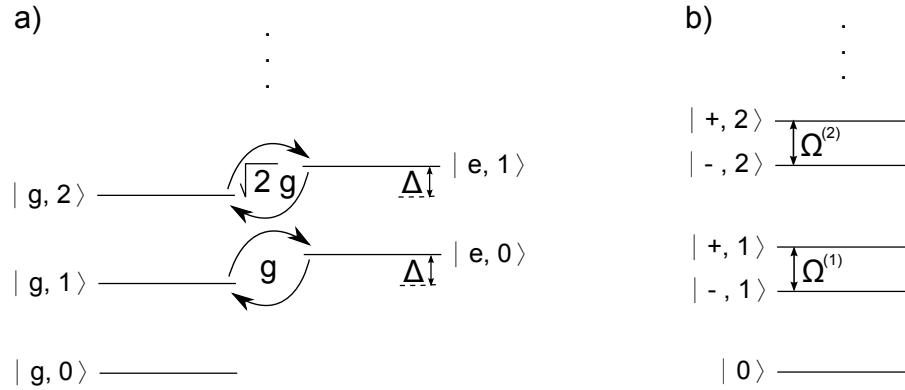 a)
| g, 2 ⟩
√2 g
Δ
| e, 1 ⟩
| g, 1 ⟩
g
Δ
| e, 0 ⟩
| g, 0 ⟩
b)
| +, 2 ⟩
Ω⁽²⁾
| - , 2 ⟩
| +, 1 ⟩
Ω⁽¹⁾
| - , 1 ⟩
| 0 ⟩